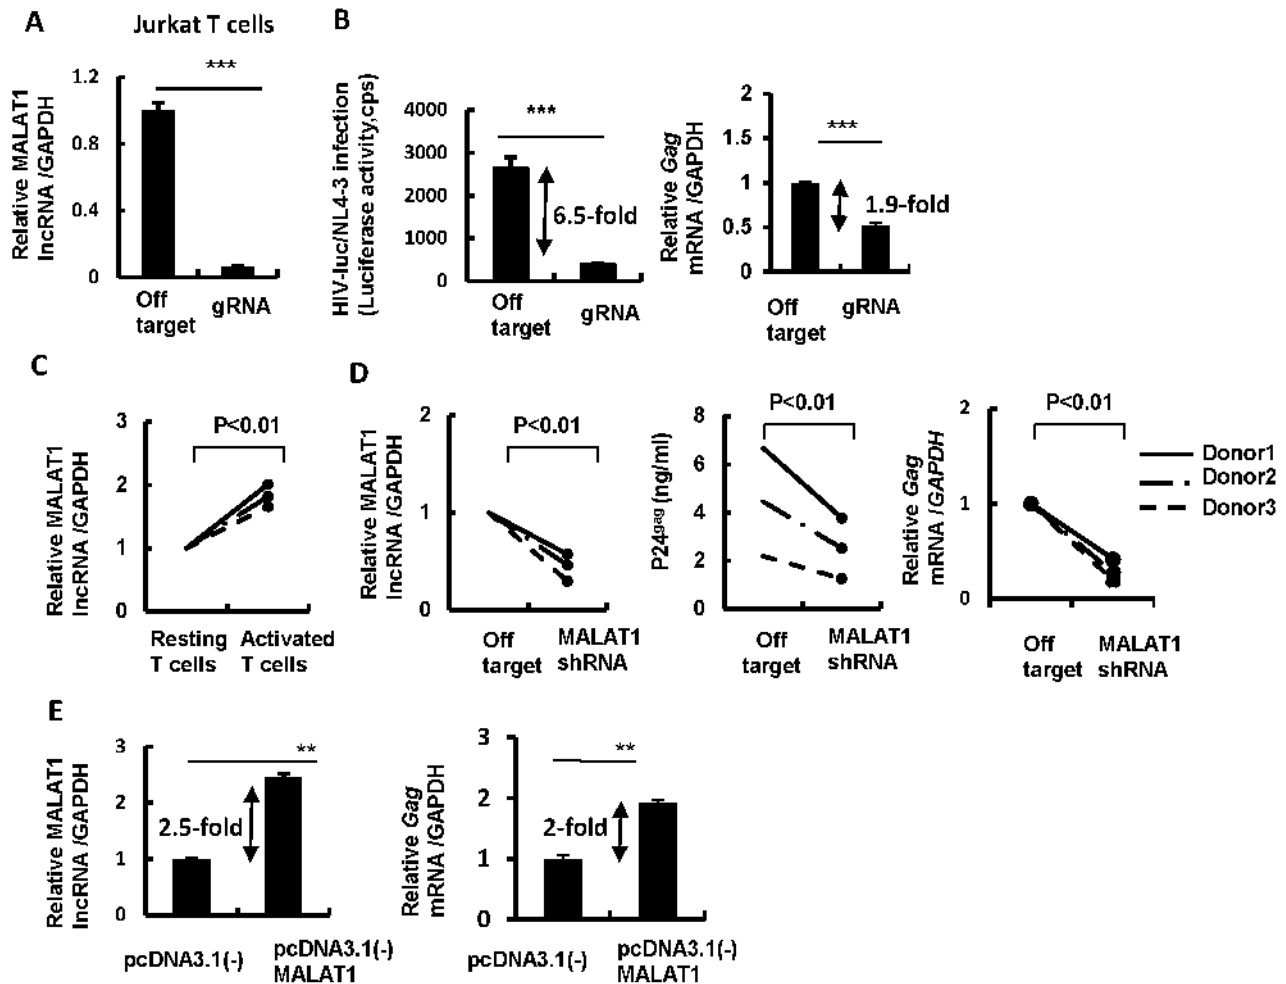 A
Jurkat T cells
Relative MALAT1
lncRNA /GAPDH
1.2
0.8
0.4
0
***
Off
target
gRNA
B
HIV-luc/NL4-3 infection
(Luciferase activity,cps)
4000
3000
2000
1000
0
***
6.5-fold
Off
target
gRNA
Relative Gag
mRNA /GAPDH
2
1.5
1
0.5
0
***
1.9-fold
Off
target
gRNA
C
Relative MALAT1
lncRNA /GAPDH
3
2
1
0
P<0.01
Resting
T cells
Activated
T cells
D
Relative MALAT1
lncRNA /GAPDH
2
1
0
P<0.01
Off
target
MALAT1
shRNA
P24gag (ng/ml)
8
6
4
2
0
P<0.01
Off
target
MALAT1
shRNA
Relative Gag
mRNA /GAPDH
2
1
0
P<0.01
Off
target
MALAT1
shRNA
Donor1
Donor2
Donor3
E
Relative MALAT1
lncRNA /GAPDH
3
2
1
0
**
2.5-fold
pcDNA3.1(-)
pcDNA3.1(-)
MALAT1
Relative Gag
mRNA /GAPDH
3
2
1
0
**
2-fold
pcDNA3.1(-)
pcDNA3.1(-)
MALAT1